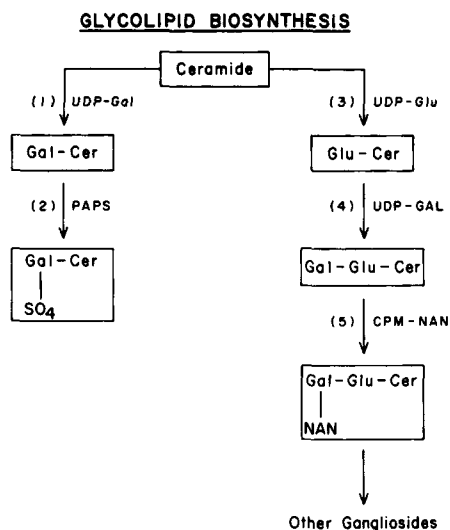 GLYCOLIPID BIOSYNTHESIS
Ceramide
(1) UDP-Gal
(3) UDP-Glu
Gal-Cer
Glu-Cer
(2) PAPS
(4) UDP-GAL
Gal-Cer
SO4
Gal-Glu-Cer
(5) CPM-NAN
Gal-Glu-Cer
NAN
Other Gangliosides